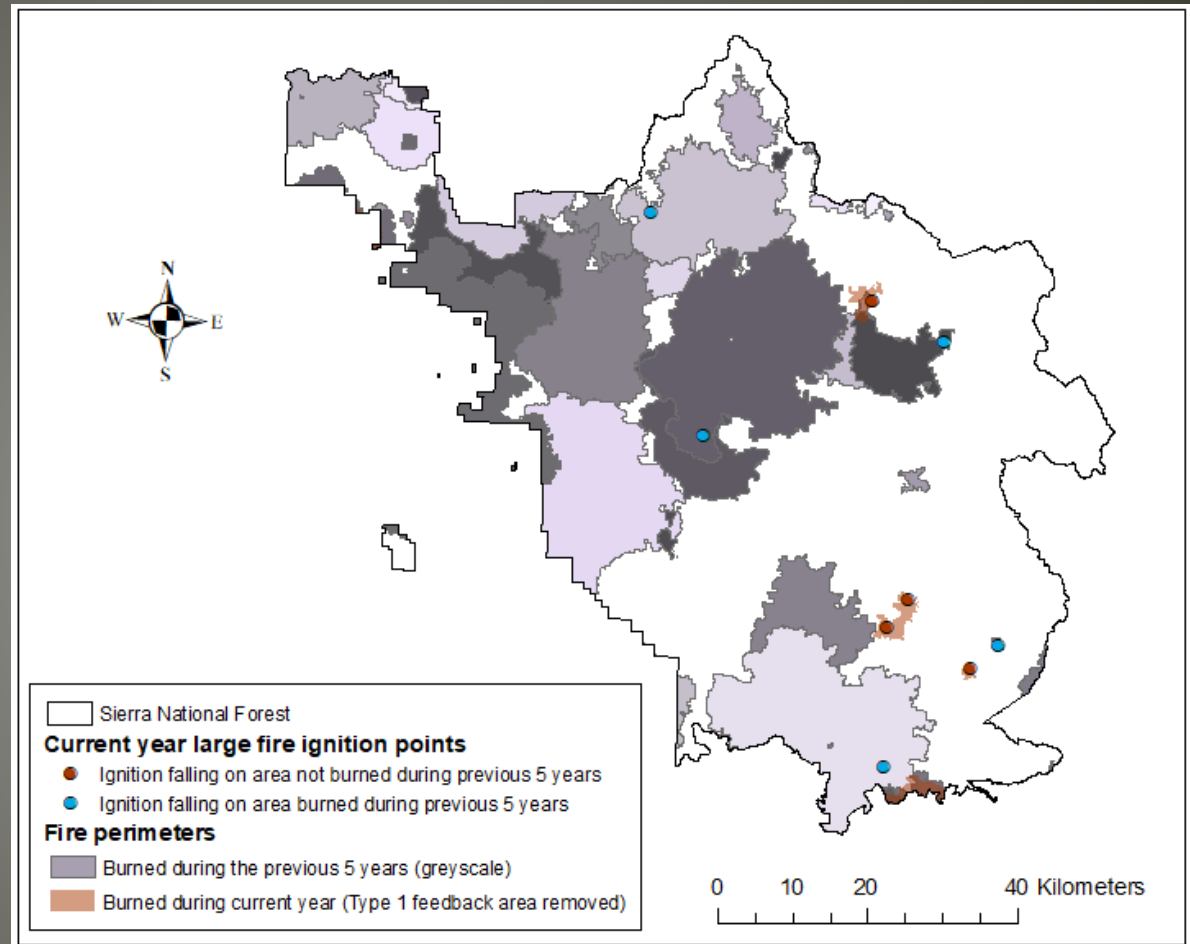 N
W E
S
Sierra National Forest
Current year large fire ignition points
Ignition falling on area not burned during previous 5 years
Ignition falling on area burned during previous 5 years
Fire perimeters
Burned during the previous 5 years (greyscale)
Burned during current year (Type 1 feedback area removed)
0 10 20 40 Kilometers